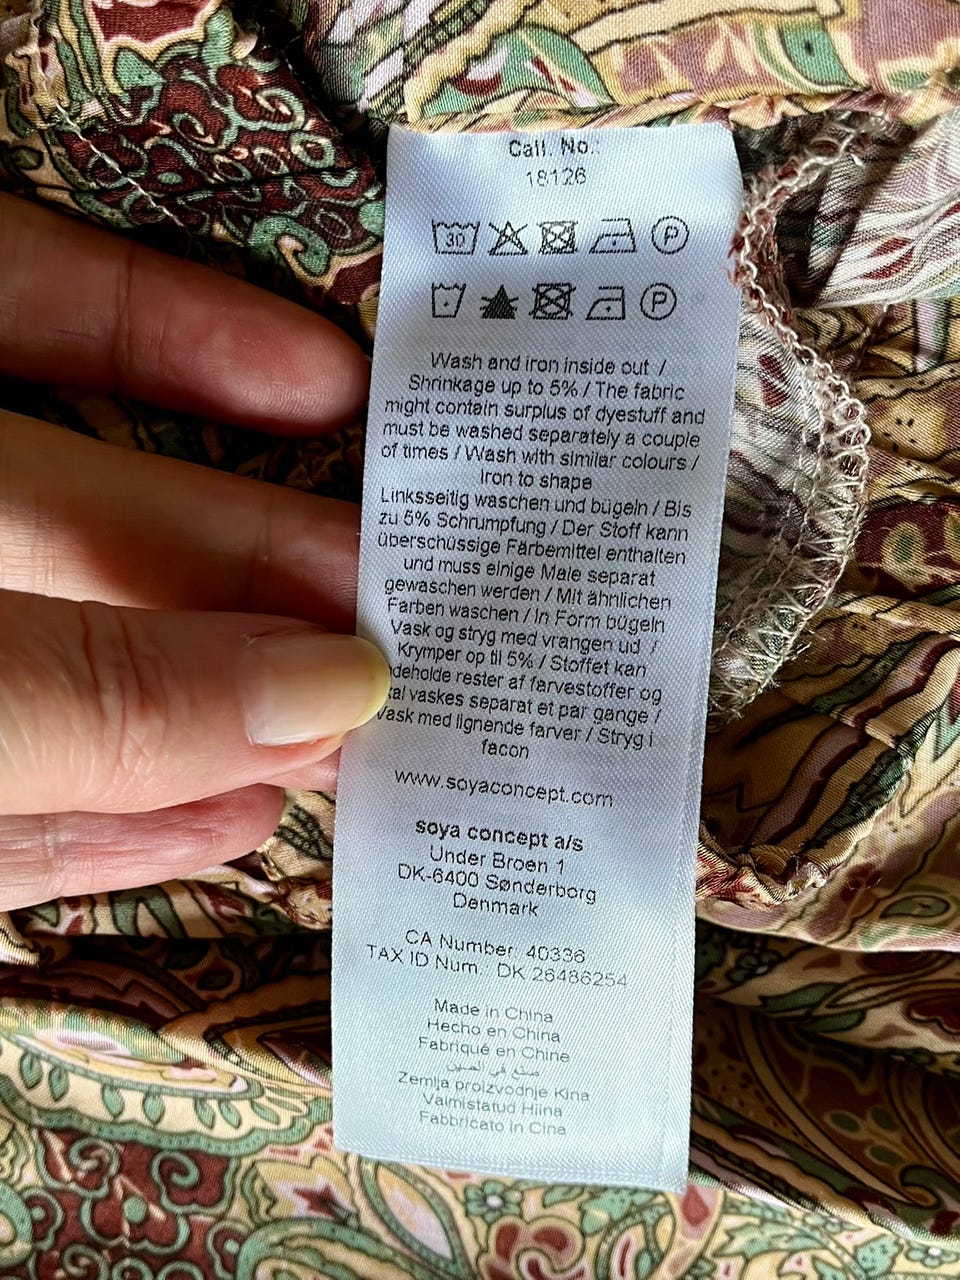 Call. No.:
18126
30 P
P
Wash and iron inside out /
Shrinkage up to 5% / The fabric
might contain surplus of dyestuff and
must be washed separately a couple
of times / Wash with similar colours /
Iron to shape
Linksseitig waschen und bügeln / Bis
zu 5% Schrumpfung / Der Stoff kann
überschüssige Färbemittel enthalten
und muss einige Male separat
gewaschen werden / Mit ähnlichen
Farben waschen / In Form bügeln
Vask og stryg med vrangen ud /
Krymper op til 5% / Stoffet kan
deholde rester af farvestoffer og
al vaskes separat et par gange /
Vask med lignende farver / Stryg i
facon
www.soyaconcept.com
soya concept a/s
Under Broen 1
DK-6400 Sønderborg
Denmark
CA Number: 40336
TAX ID Num.: DK 26486254
Made in China
Hecho en China
Fabriqué en Chine
صنع في الصين
Zemlja proizvodnje Kina
Valmistatud Hiina
Fabbricato in Cina